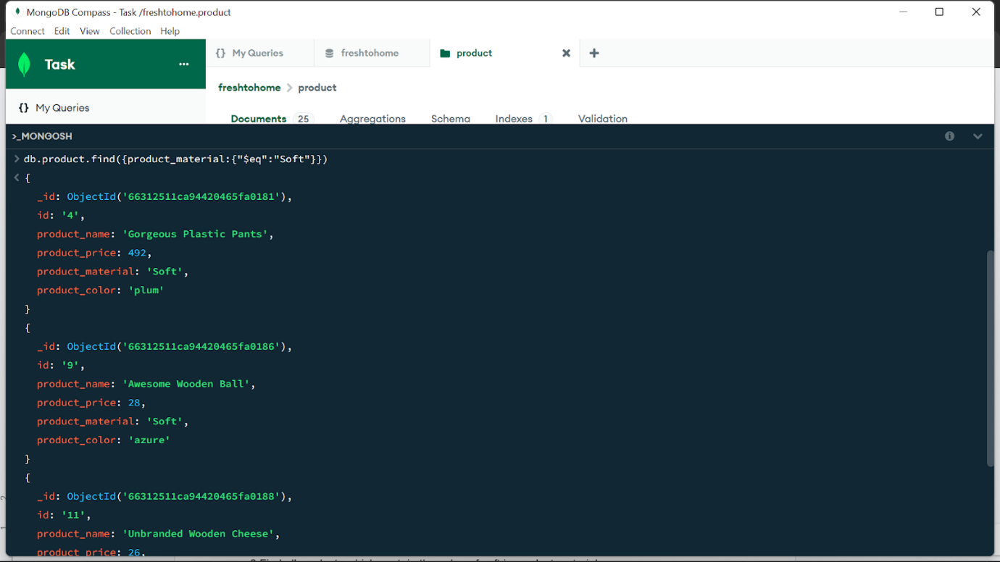 MongoDB Compass - Task /freshtohome.product
Connect Edit View Collection Help
Task ...
{} My Queries
freshtohome
product
freshtohome > product
{} My Queries
Documents 25 Aggregations Schema Indexes 1 Validation
>_MONGOSH
> db.product.find({product_material:{"$eq":"Soft"}})
< {
_id: ObjectId('66312511ca94420465fa0181'),
id: '4',
product_name: 'Gorgeous Plastic Pants',
product_price: 492,
product_material: 'Soft',
product_color: 'plum'
}
{
_id: ObjectId('66312511ca94420465fa0186'),
id: '9',
product_name: 'Awesome Wooden Ball',
product_price: 28,
product_material: 'Soft',
product_color: 'azure'
}
{
_id: ObjectId('66312511ca94420465fa0188'),
id: '11',
product_name: 'Unbranded Wooden Cheese',
product_price: 26,